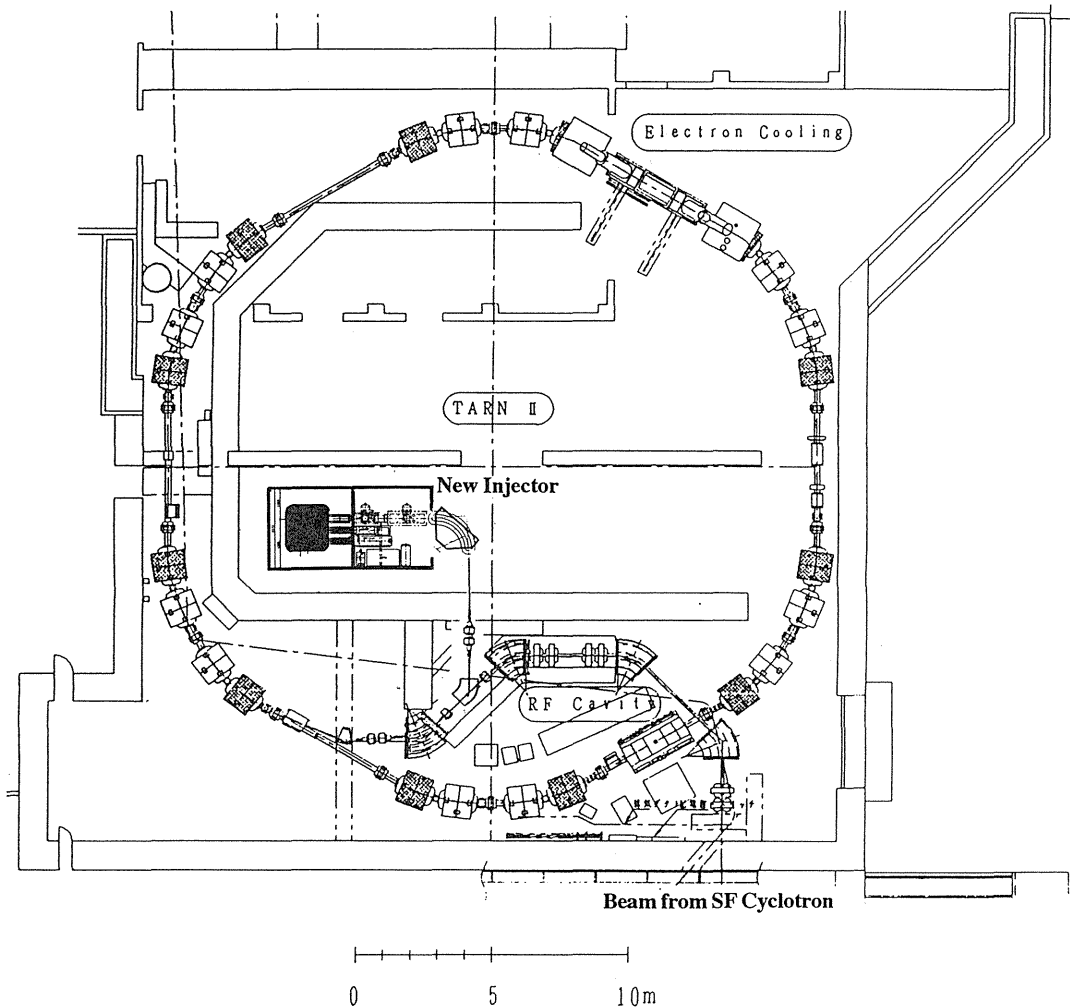 Electron Cooling
TARN II
New Injector
RF Cavity
Beam from SF Cyclotron
0 5 10m